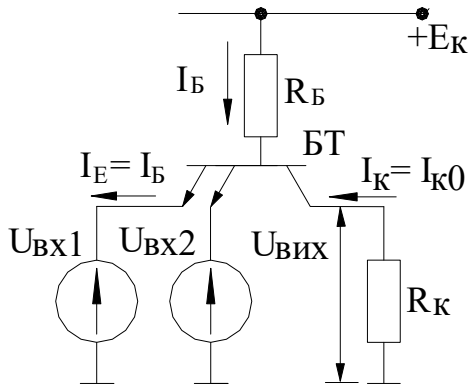 +Eк
IБ
RБ
БТ
IЕ= IБ
Iк= Iк0
Uвх1
Uвх2
Uвих
Rк